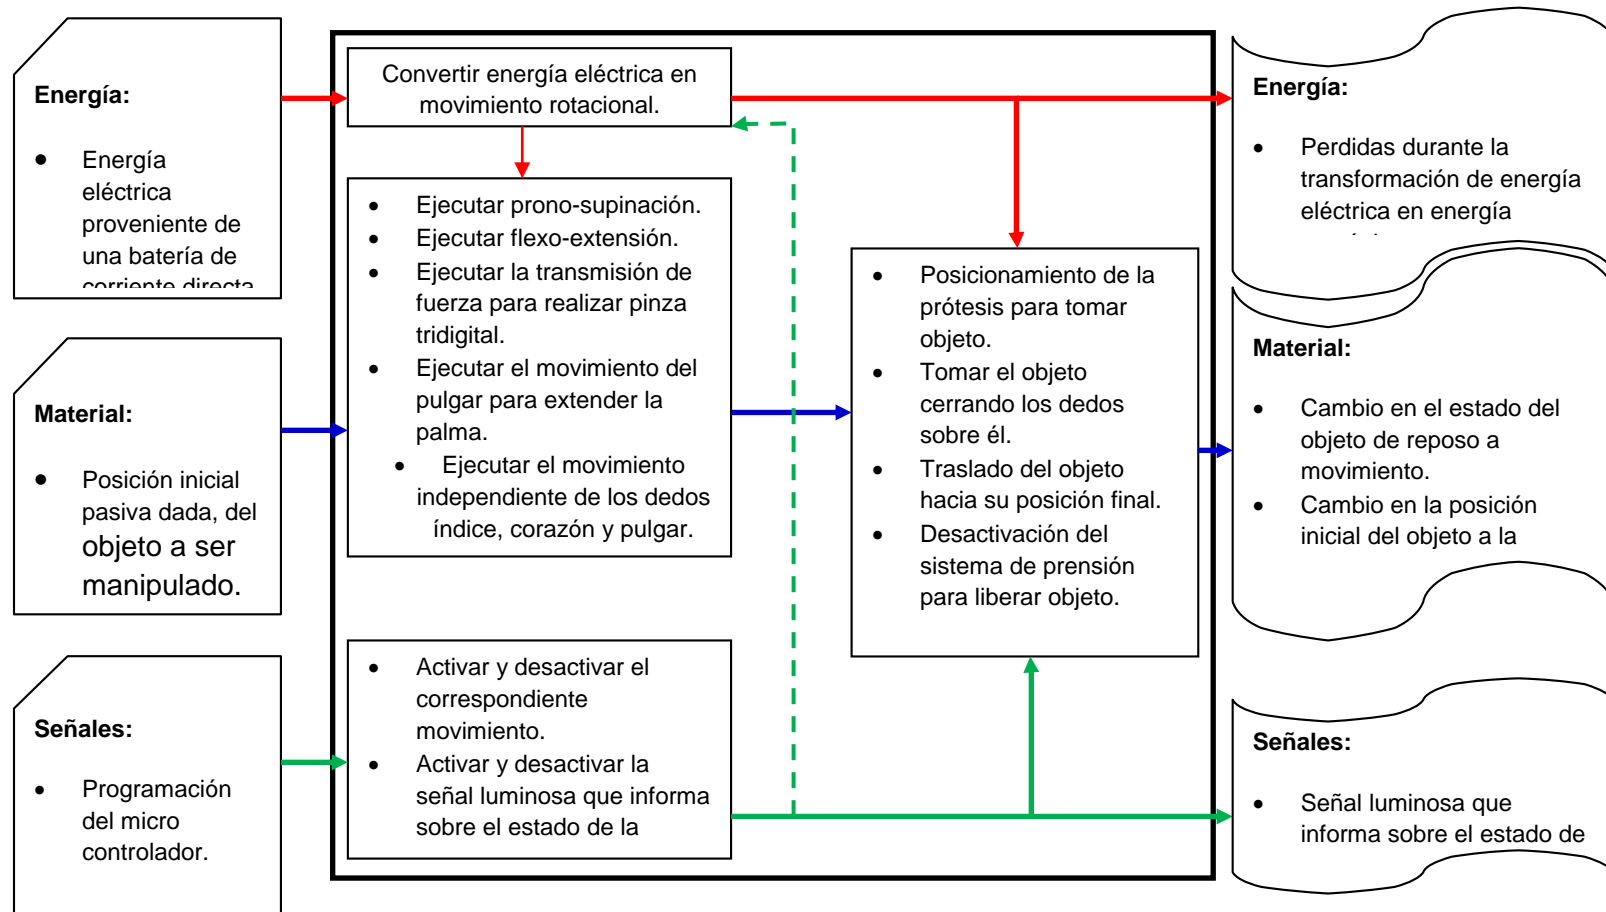 Energía:
• Energía
eléctrica
proveniente de
una batería de
corriente directa
Material:
• Posición inicial
pasiva dada, del
objeto a ser
manipulado.
Señales:
• Programación
del micro
controlador.
Convertir energía eléctrica en
movimiento rotacional.
• Ejecutar prono-supinación.
• Ejecutar flexo-extensión.
• Ejecutar la transmisión de
fuerza para realizar pinza
tridigital.
• Ejecutar el movimiento del
pulgar para extender la
palma.
• Ejecutar el movimiento
independiente de los dedos
índice, corazón y pulgar.
• Activar y desactivar el
correspondiente
movimiento.
• Activar y desactivar la
señal luminosa que informa
sobre el estado de la
• Posicionamiento de la
prótesis para tomar
objeto.
• Tomar el objeto
cerrando los dedos
sobre él.
• Traslado del objeto
hacia su posición final.
• Desactivación del
sistema de prensión
para liberar objeto.
Energía:
• Perdidas durante la
transformación de energía
eléctrica en energía
Material:
• Cambio en el estado del
objeto de reposo a
movimiento.
• Cambio en la posición
inicial del objeto a la
Señales:
• Señal luminosa que
informa sobre el estado de